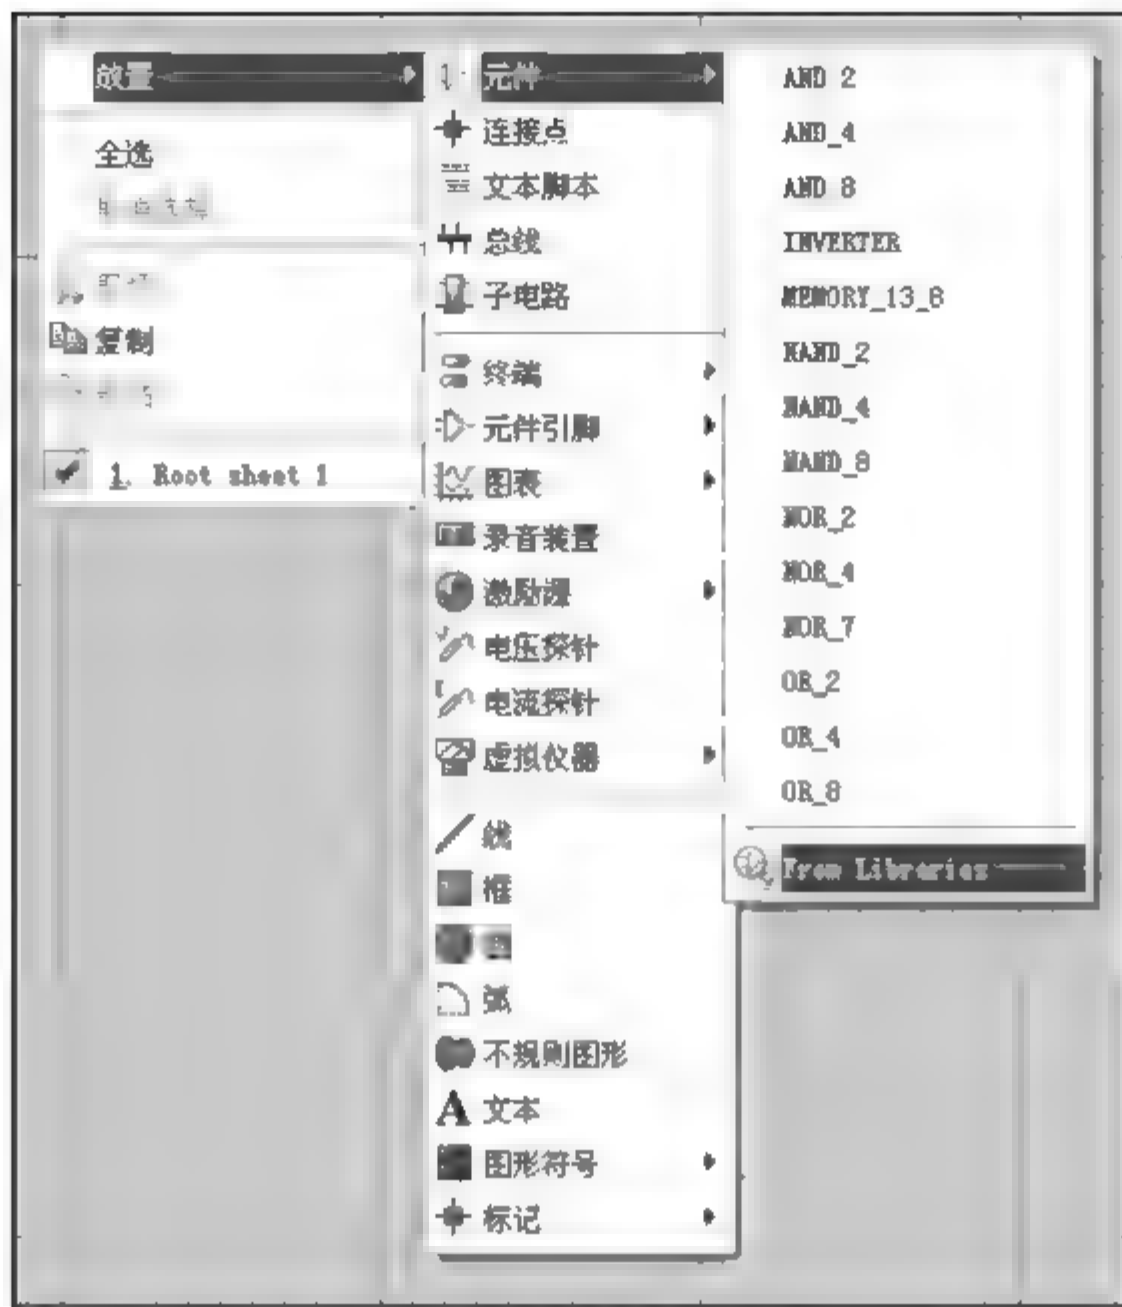 放置
全选
复制
1. Root sheet 1
元件
连接点
文本脚本
总线
子电路
终端
元件引脚
图表
录音装置
激励源
电压探针
电流探针
虚拟仪器
线
框
弧
不规则图形
文本
图形符号
标记
AND 2
AND_4
AND 8
INVERTER
MEMORY_13_8
NAND_2
NAND_4
NAND_8
NOR_2
NOR_4
NOR_7
OR_2
OR_4
OR_8
From Libraries